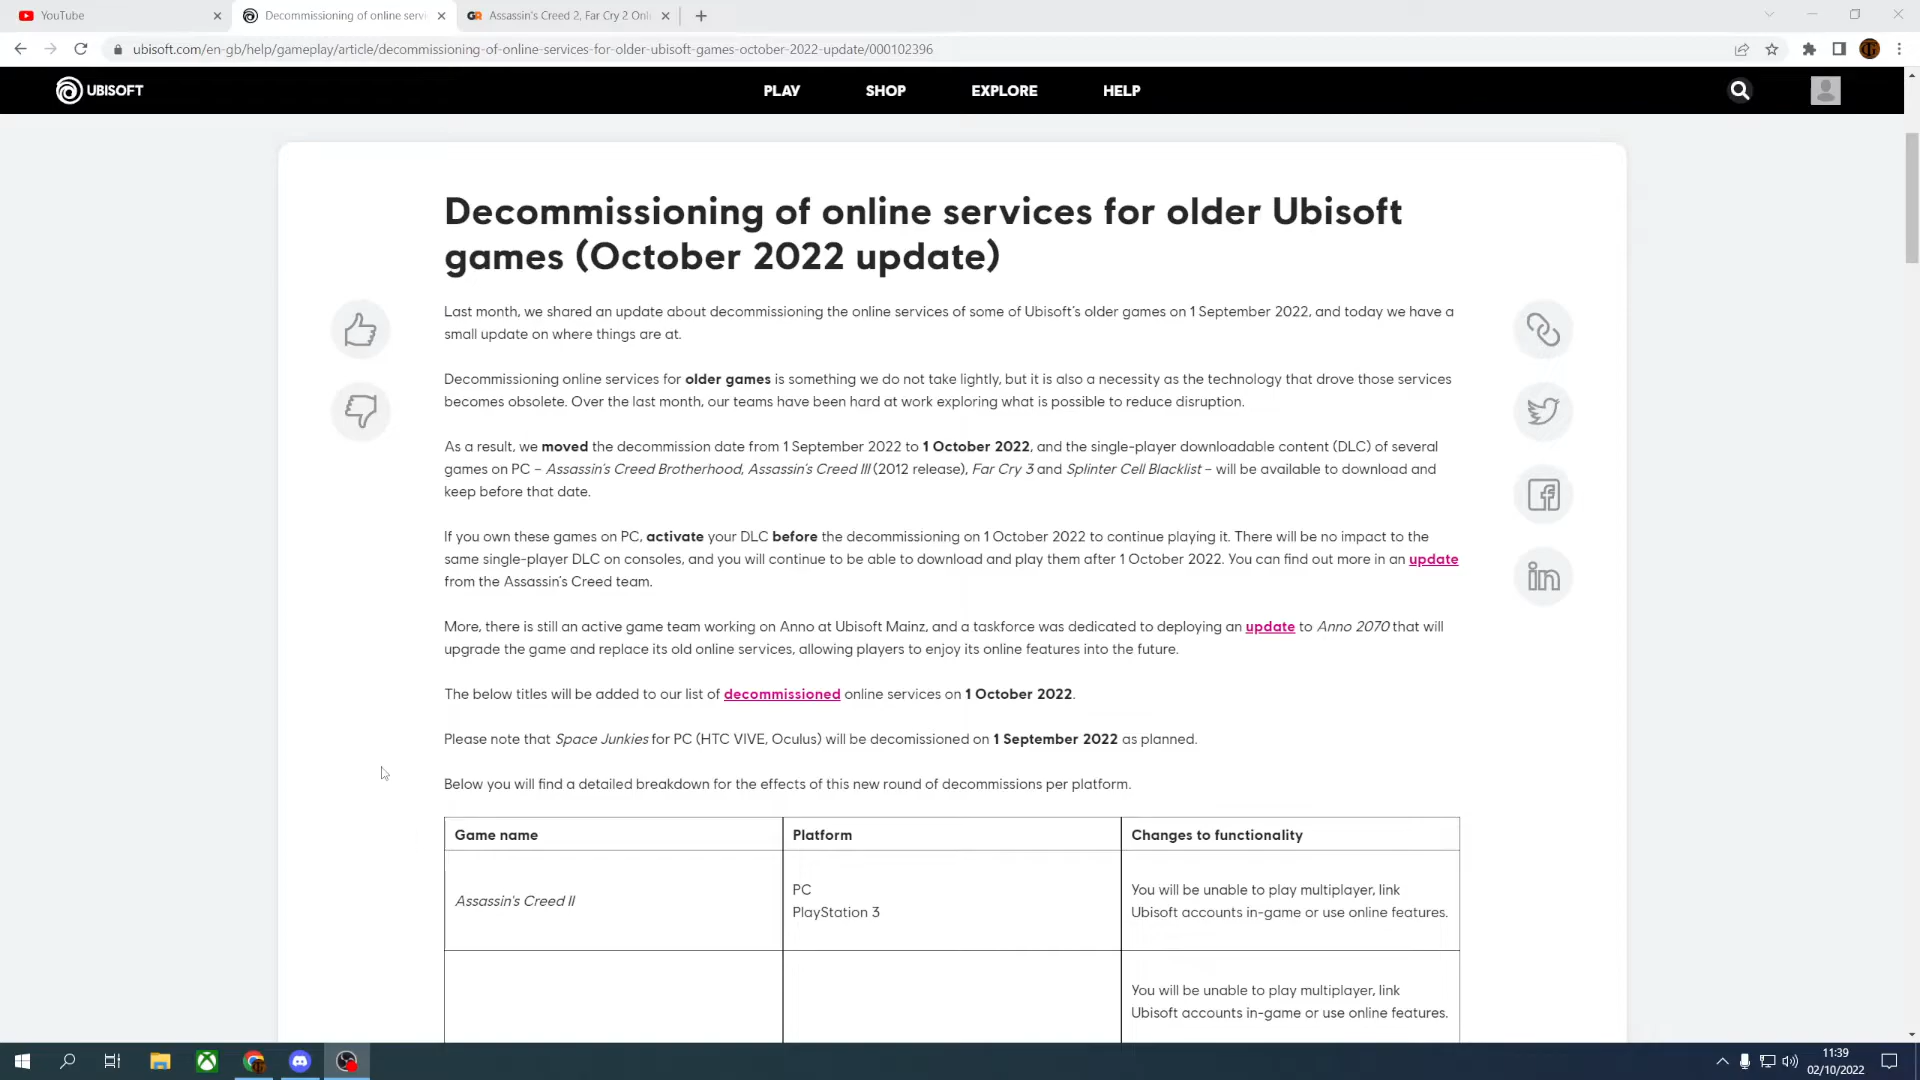 YouTube
Decommissioning of online servi
GR
Assassin's Creed 2, Far Cry 2 Onl
ubisoft.com/en-gb/help/gameplay/article/decommissioning-of-online-services-for-older-ubisoft-games-october-2022-update/000102396
UBISOFT
PLAY
SHOP
EXPLORE
HELP
Decommissioning of online services for older Ubisoft
games (October 2022 update)
Last month, we shared an update about decommissioning the online services of some of Ubisoft's older games on 1 September 2022, and today we have a
small update on where things are at.
Decommissioning online services for older games is something we do not take lightly, but it is also a necessity as the technology that drove those services
becomes obsolete. Over the last month, our teams have been hard at work exploring what is possible to reduce disruption.
As a result, we moved the decommission date from 1 September 2022 to 1 October 2022, and the single-player downloadable content (DLC) of several
games on PC – Assassin's Creed Brotherhood, Assassin's Creed III (2012 release), Far Cry 3 and Splinter Cell Blacklist – will be available to download and
keep before that date.
If you own these games on PC, activate your DLC before the decommissioning on 1 October 2022 to continue playing it. There will be no impact to the
same single-player DLC on consoles, and you will continue to be able to download and play them after 1 October 2022. You can find out more in an update
from the Assassin's Creed team.
More, there is still an active game team working on Anno at Ubisoft Mainz, and a taskforce was dedicated to deploying an update to Anno 2070 that will
upgrade the game and replace its old online services, allowing players to enjoy its online features into the future.
The below titles will be added to our list of decommissioned online services on 1 October 2022.
Please note that Space Junkies for PC (HTC VIVE, Oculus) will be decomissioned on 1 September 2022 as planned.
Below you will find a detailed breakdown for the effects of this new round of decommissions per platform.
Game name
Platform
Changes to functionality
Assassin's Creed II
PC
PlayStation 3
You will be unable to play multiplayer, link
Ubisoft accounts in-game or use online features.
You will be unable to play multiplayer, link
Ubisoft accounts in-game or use online features.
11:39
02/10/2022